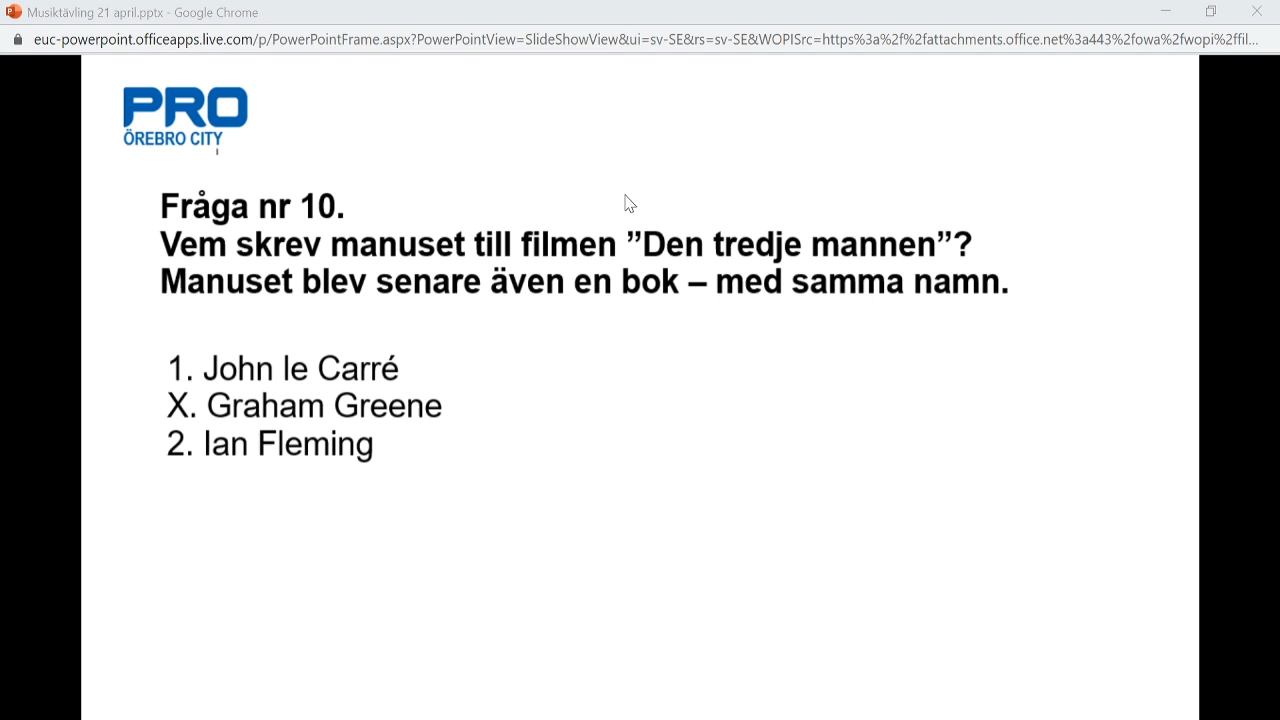 Musiktävling 21 april.pptx - Google Chrome
euc-powerpoint.officeapps.live.com/p/PowerPointFrame.aspx?PowerPointView=SlideShowView&ui=sv-SE&rs=sv-SE&WOPISrc=https%3a%2f%2fattachments.office.net%3a443%2fowa%2fwopi%2ffil...
PRO
ÖREBRO CITY
Fråga nr 10.
Vem skrev manuset till filmen ”Den tredje mannen”?
Manuset blev senare även en bok – med samma namn.
1. John le Carré
X. Graham Greene
2. Ian Fleming